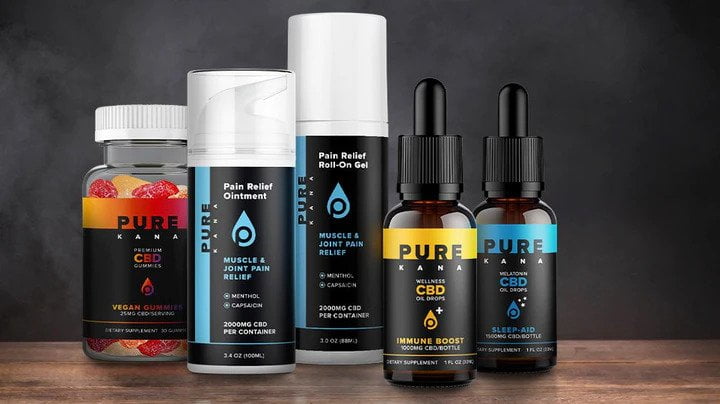 PURE
KANA
PREMIUM
CBD
GUMMIES
VEGAN GUMMIES
25MG CBD/SERVING
DIETARY SUPPLEMENT 30 GUMMIES
PURE
KANA
Pain Relief
Ointment
MUSCLE &
JOINT PAIN
RELIEF
MENTHOL
CAPSAICIN
2000MG CBD
PER CONTAINER
3.4 OZ (100ML)
PURE
KANA
Pain Relief
Roll-On Gel
MUSCLE &
JOINT PAIN
RELIEF
MENTHOL
CAPSAICIN
2000MG CBD
PER CONTAINER
3.0 OZ (88ML)
PURE
KANA
WELLNESS
CBD
OIL DROPS
IMMUNE BOOST
1000MG CBD/BOTTLE
DIETARY SUPPLEMENT 1 FL OZ (30ML)
PURE
KANA
MELATONIN
CBD
OIL DROPS
SLEEP-AID
1500MG CBD/BOTTLE
SUPPLEMENT 1 FL OZ